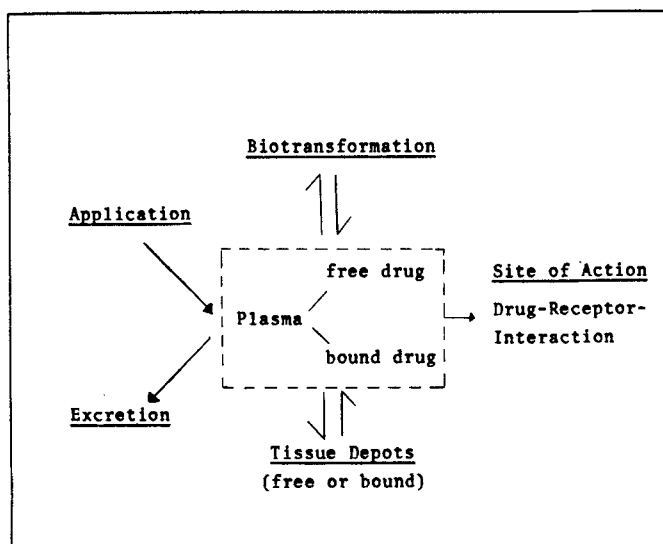 Biotransformation
Application
free drug
Site of Action
Plasma
Drug-Receptor-
Interaction
bound drug
Excretion
Tissue Depots
(free or bound)